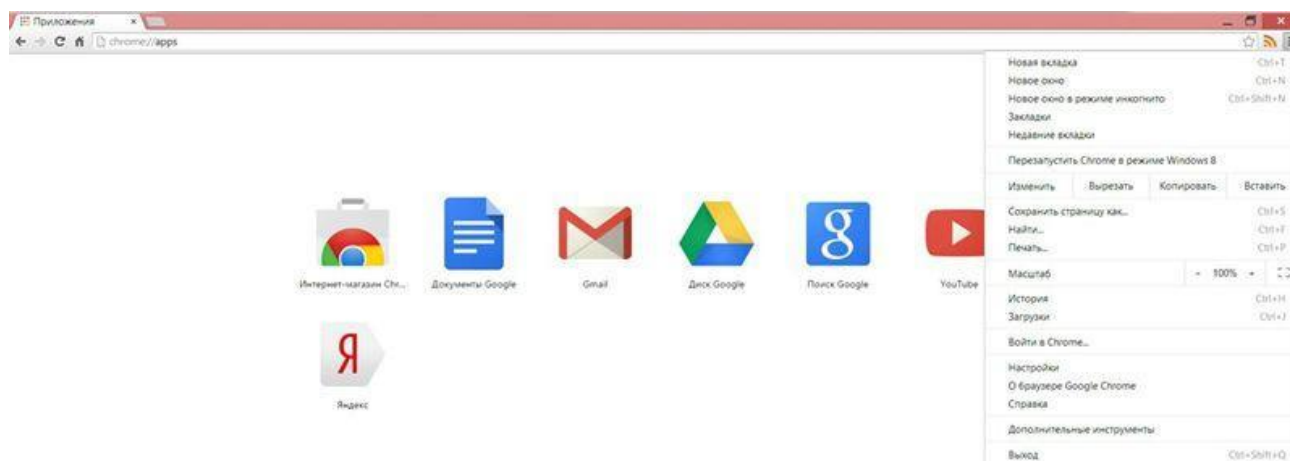 Приложения
chrome://apps
Новая вкладка Ctrl+T
Новое окно Ctrl+N
Новое окно в режиме инкогнито Ctrl+Shift+N
Закладки
Недавние вкладки
Перезапустить Chrome в режиме Windows 8
Изменить Вырезать Копировать Вставить
Сохранить страницу как... Ctrl+S
Найти... Ctrl+F
Печать... Ctrl+P
Масштаб - 100% +
История Ctrl+H
Загрузки Ctrl+J
Войти в Chrome...
Настройки
О браузере Google Chrome
Справка
Дополнительные инструменты
Выход Ctrl+Shift+Q
Интернет-магазин Chr...
Документы Google
Gmail
Диск Google
Поиск Google
YouTube
Я
Яндекс